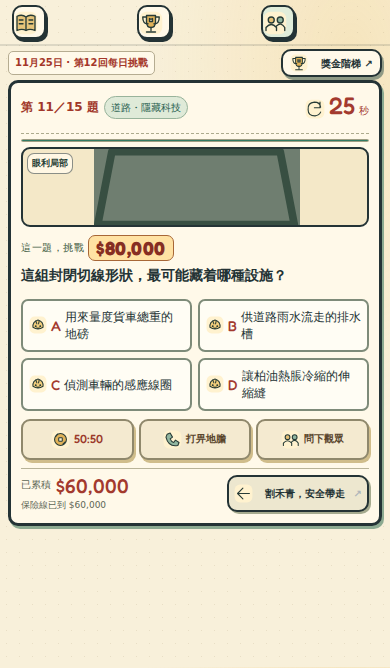 11月25日 · 第12回每日挑戰
獎金階梯 ↗
第 11／15 題
道路·隱藏科技
25 秒
眼利局部
這一題，挑戰 $80,000
這組封閉切線形狀，最可能藏着哪種設施？
A 用來量度貨車總重的地磅
B 供道路雨水流走的排水槽
C 偵測車輛的感應線圈
D 讓柏油熱脹冷縮的伸縮縫
50:50
打畀地膽
問下觀眾
已累積 $60,000
保險線已到 $60,000
割禾青，安全帶走 ↗